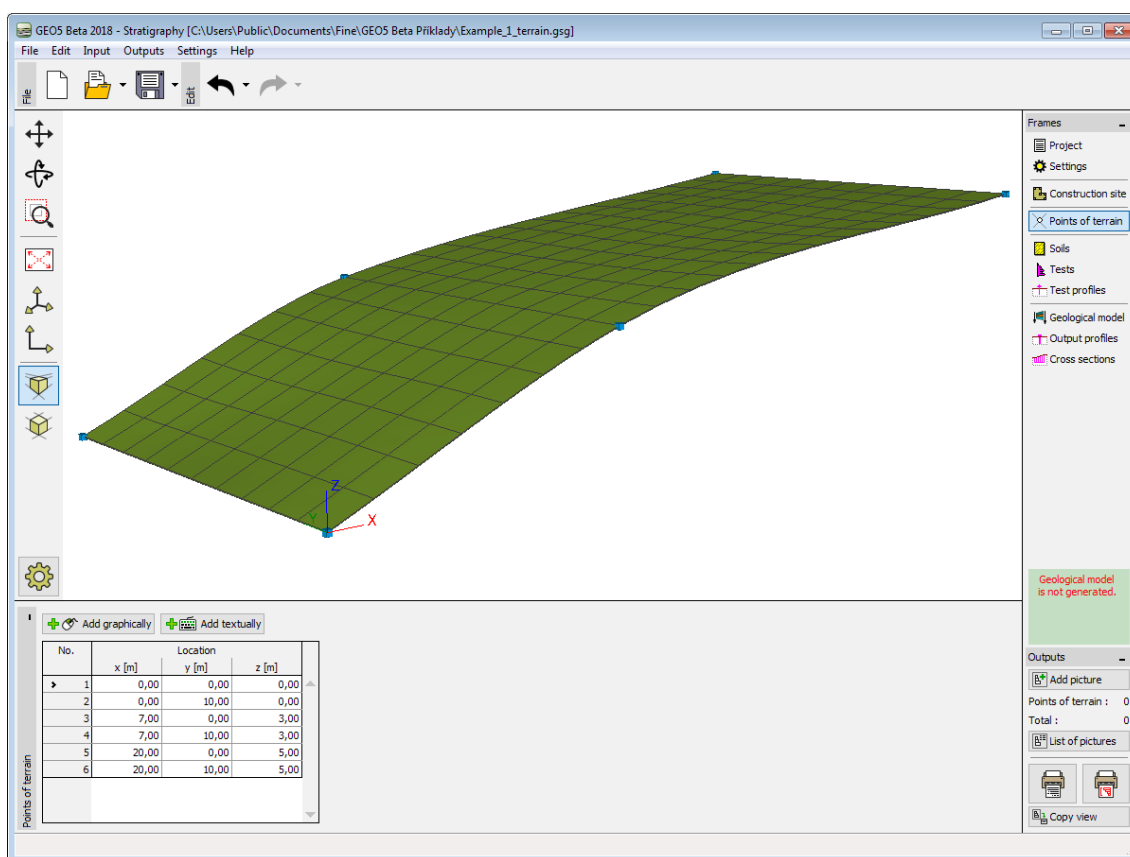 GEO5 Beta 2018 - Stratigraphy [C:\Users\Public\Documents\Fine\GEO5 Beta Příklady\Example_1_terrain.gsg]
File Edit Input Outputs Settings Help
File
Edit
Frames
Project
Settings
Construction site
Points of terrain
Soils
Tests
Test profiles
Geological model
Output profiles
Cross sections
Z
Y
X
Geological model
is not generated.
Add graphically Add textually
No. Location
x [m] y [m] z [m]
1 0,00 0,00 0,00
2 0,00 10,00 0,00
3 7,00 0,00 3,00
4 7,00 10,00 3,00
5 20,00 0,00 5,00
6 20,00 10,00 5,00
Points of terrain
Outputs
Add picture
Points of terrain : 0
Total : 0
List of pictures
Copy view